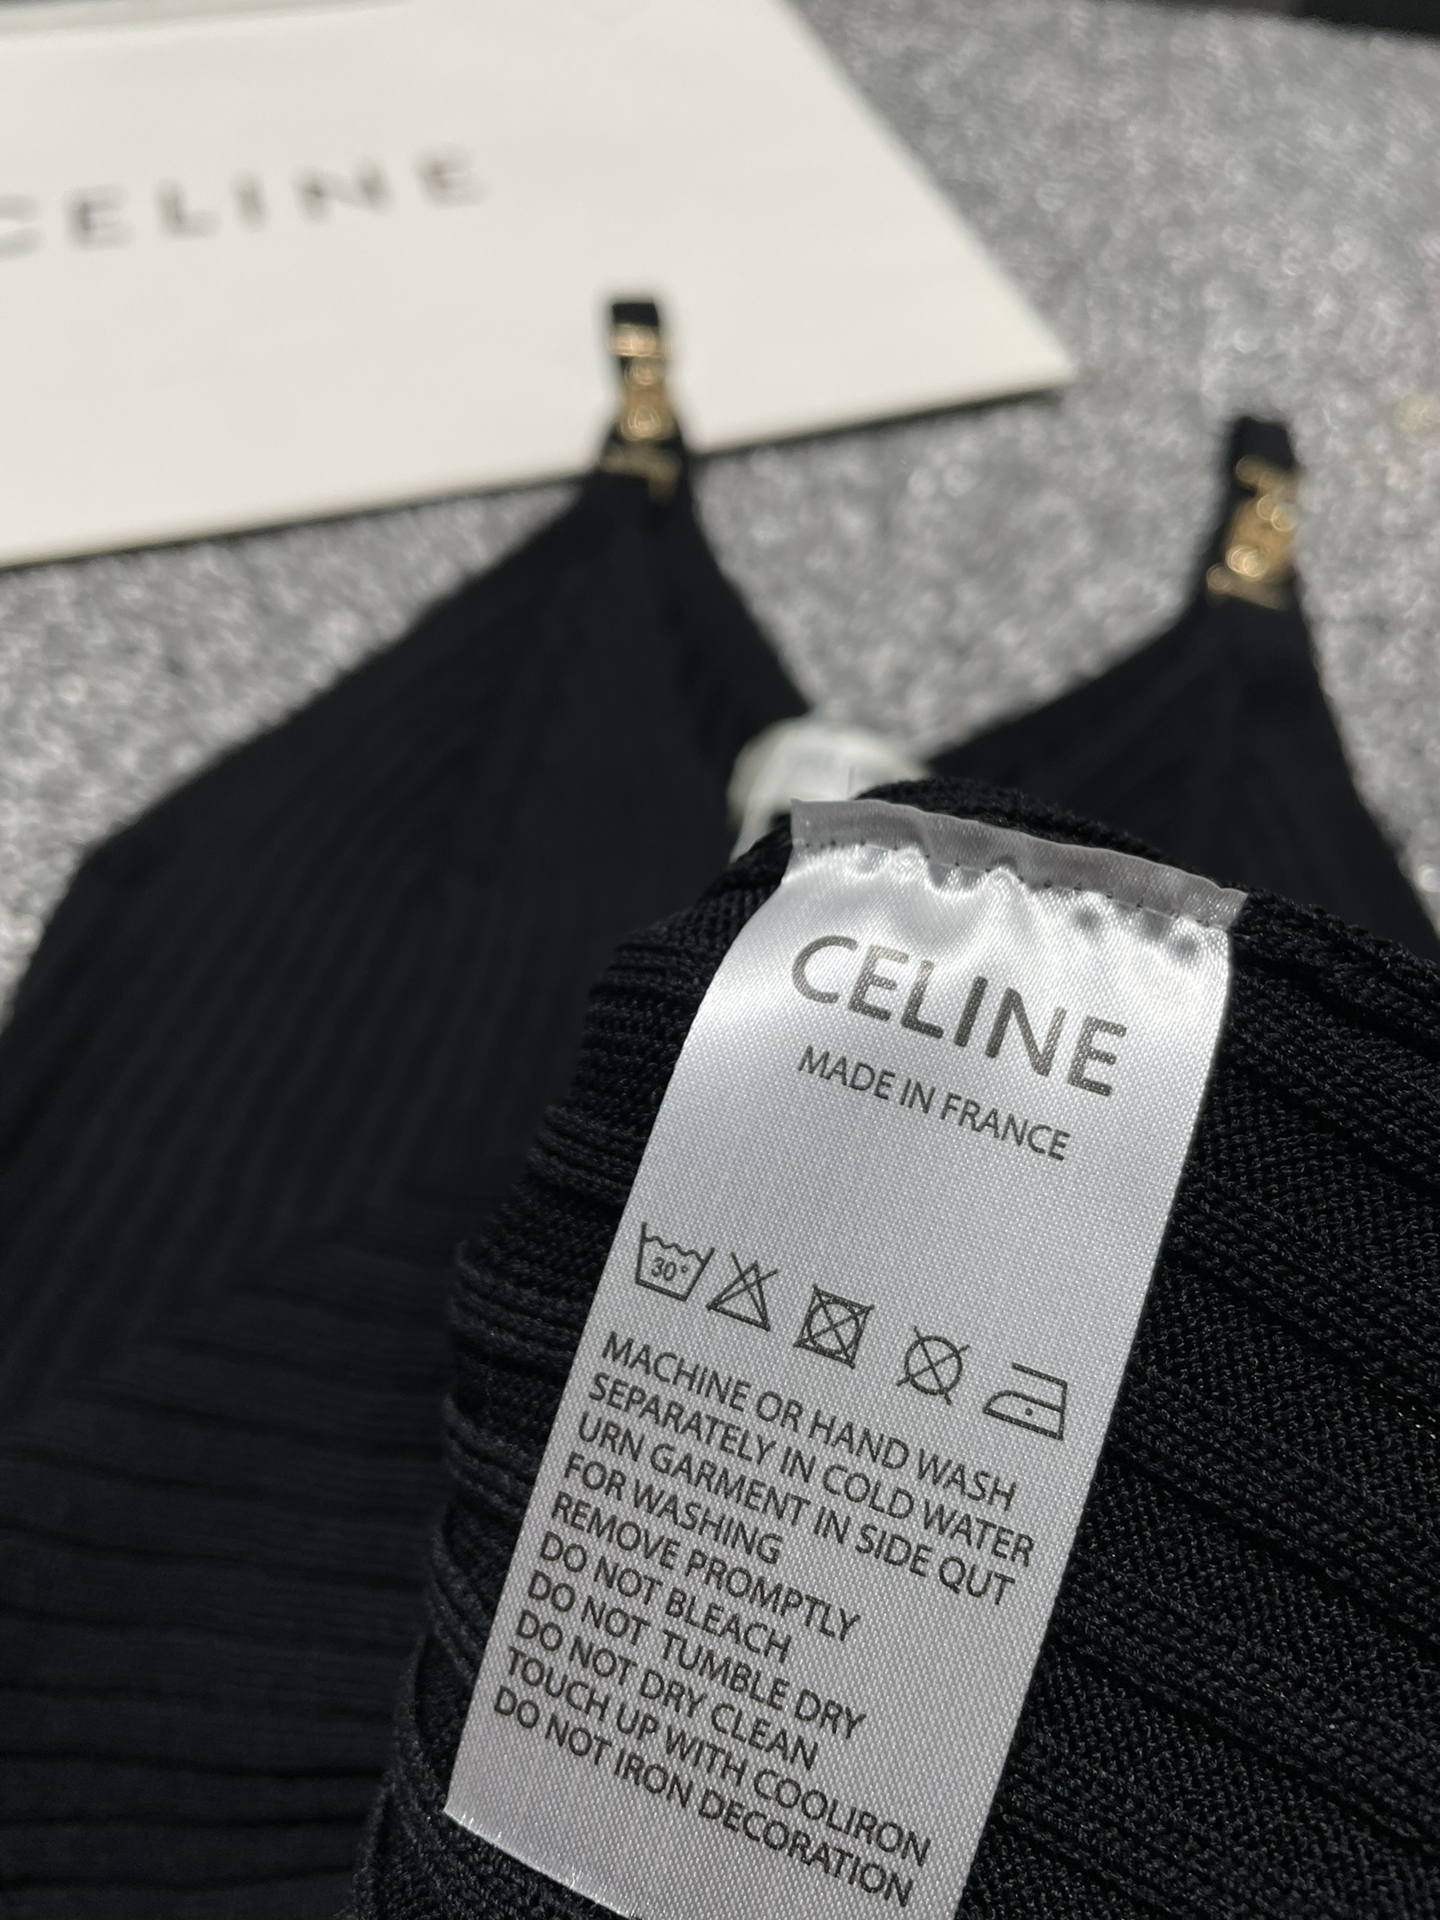 CELINE
CELINE
MADE IN FRANCE
30°
MACHINE OR HAND WASH
SEPARATELY IN COLD WATER
URN GARMENT IN SIDE QUT
FOR WASHING
REMOVE PROMPTLY
DO NOT BLEACH
DO NOT TUMBLE DRY
DO NOT DRY CLEAN
TOUCH UP WITH COOLIRON
DO NOT IRON DECORATION